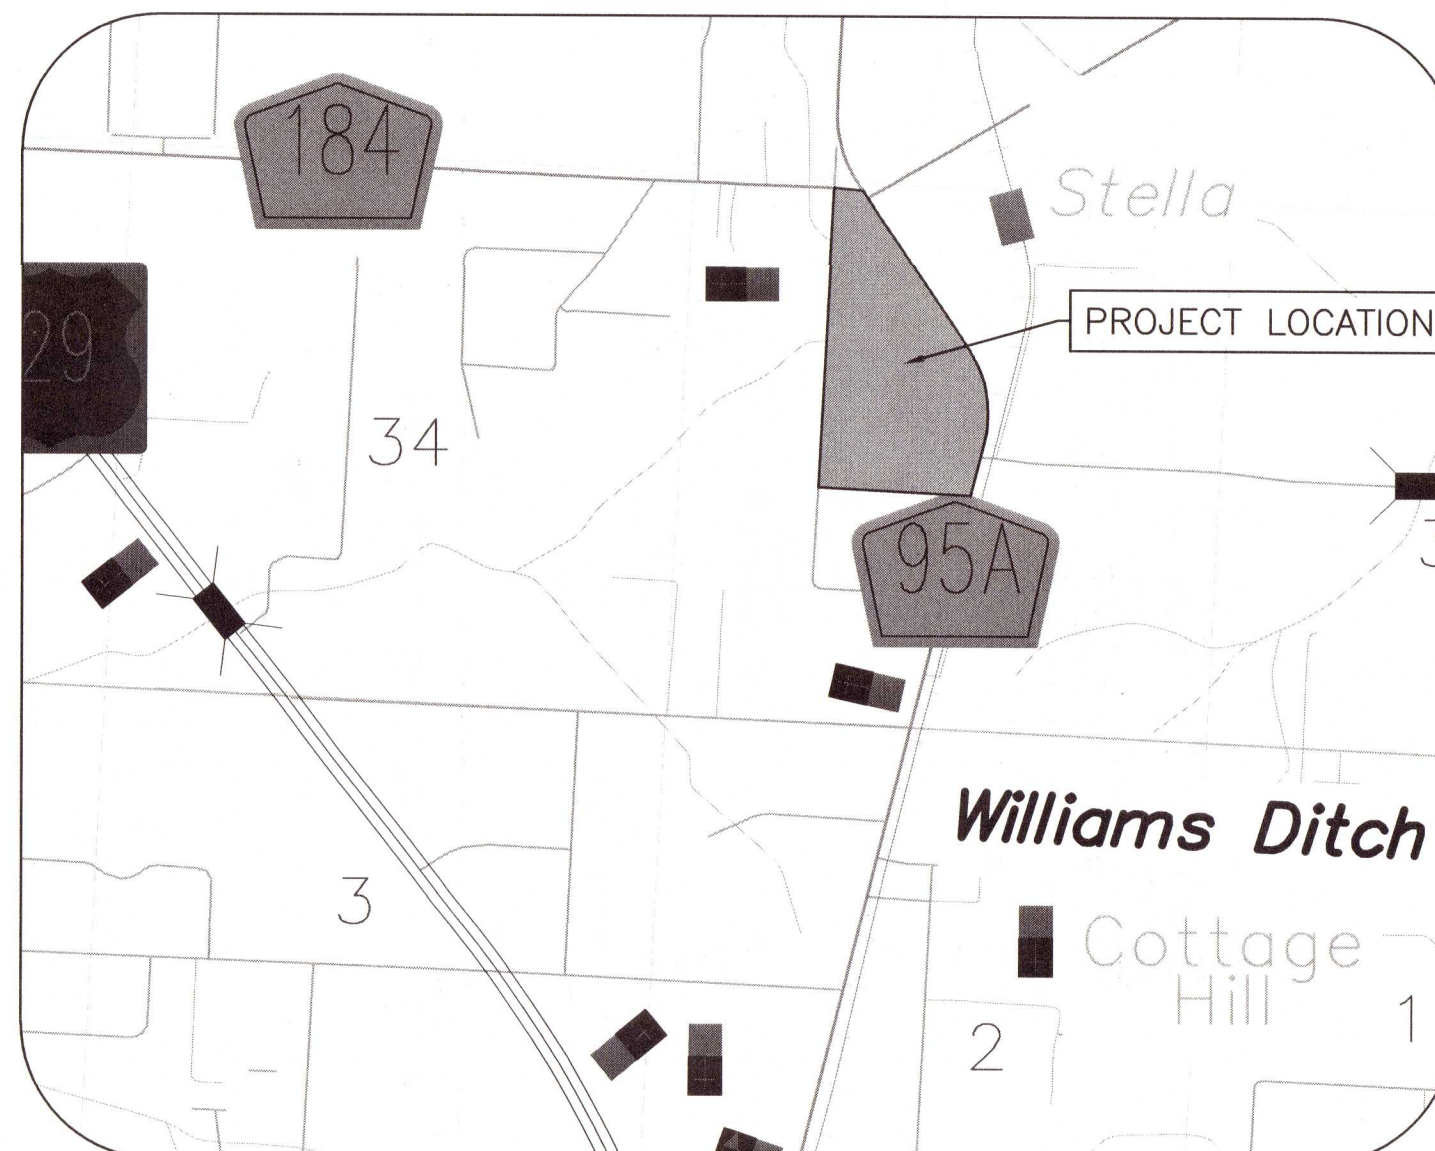 184
Stella
29
PROJECT LOCATION
34
95A
Williams Ditch
3
Cottage
Hill
2
1